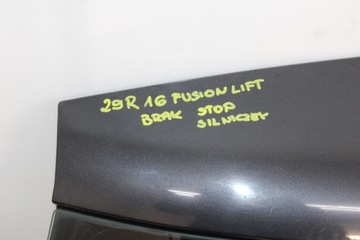 29R 16 FUSION LIFT
BRAK STOP
SILNICZEK